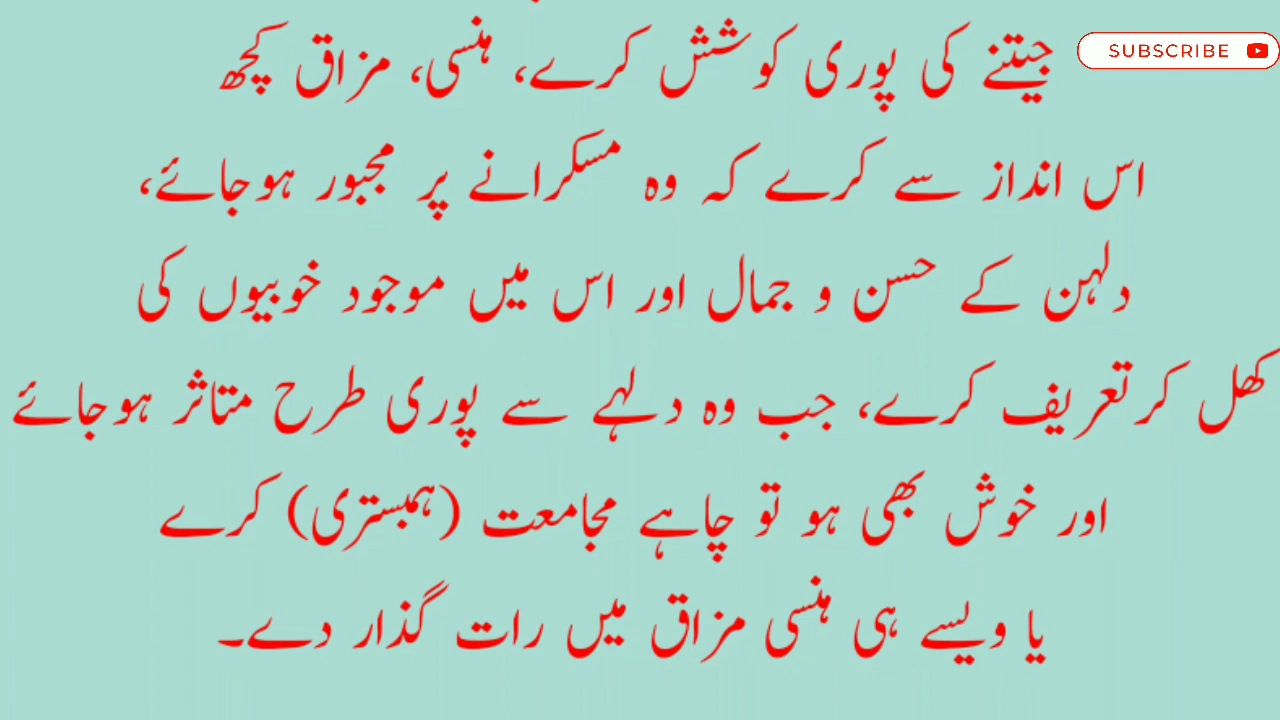 SUBSCRIBE
جیتنے کی پوری کوشش کرے، ہنسی، مزاق کچھ
اس انداز سے کرے کہ وہ مسکرانے پر مجبور ہوجائے،
دلہن کے حسن و جمال اور اس میں موجود خوبیوں کی
کھل کر تعریف کرے، جب وہ دلہے سے پوری طرح متاثر ہوجائے
اور خوش بھی ہو تو چاہے مجامعت (ہمبستری) کرے
یا ویسے ہی ہنسی مزاق میں رات گذار دے۔